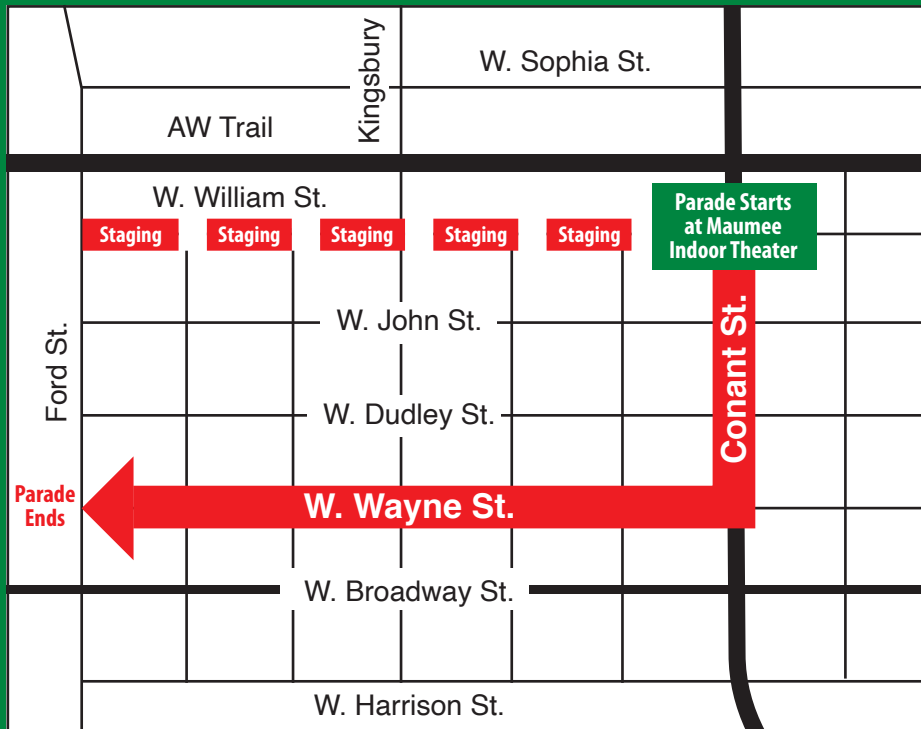 W. Sophia St.
Kingsbury
AW Trail
W. William St.
Parade Starts
at Maumee
Indoor Theater
Staging
Staging
Staging
Staging
Staging
W. John St.
Conant St.
Ford St.
W. Dudley St.
Parade
Ends
W. Wayne St.
W. Broadway St.
W. Harrison St.